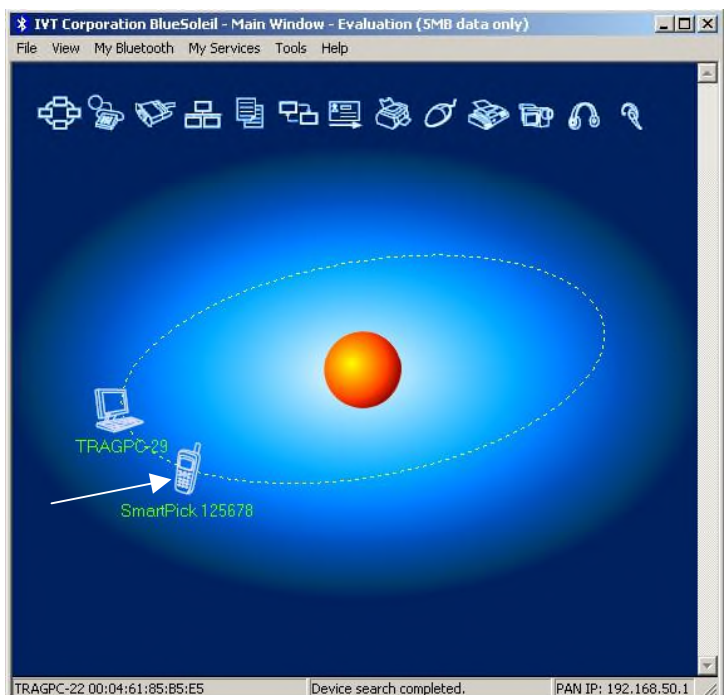 IVT Corporation BlueSoleil - Main Window - Evaluation (5MB data only)
File View My Bluetooth My Services Tools Help
TRAGPC-29
SmartPick 125678
TRAGPC-22 00:04:61:85:B5:E5 Device search completed. PAN IP: 192.168.50.1